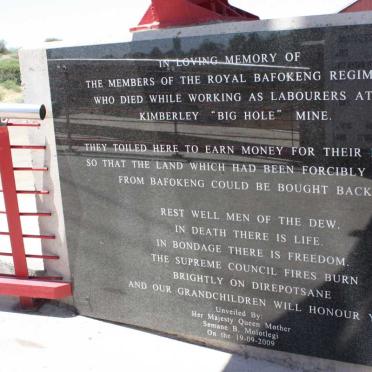 IN LOVING MEMORY OF
THE MEMBERS OF THE ROYAL BAFOKENG REGIM
WHO DIED WHILE WORKING AS LABOURERS AT
KIMBERLEY "BIG HOLE" MINE.
THEY TOILED HERE TO EARN MONEY FOR THEIR
SO THAT THE LAND WHICH HAD BEEN FORCIBLY
FROM BAFOKENG COULD BE BOUGHT BACK
REST WELL MEN OF THE DEW.
IN DEATH THERE IS LIFE.
IN BONDAGE THERE IS FREEDOM.
THE SUPREME COUNCIL FIRES BURN
BRIGHTLY ON DIREPOTSANE
AND OUR GRANDCHILDREN WILL HONOUR Y
Unveiled By:
Her Majesty Queen Mother
Semane B. Molotlegi
On the 19-09-2009